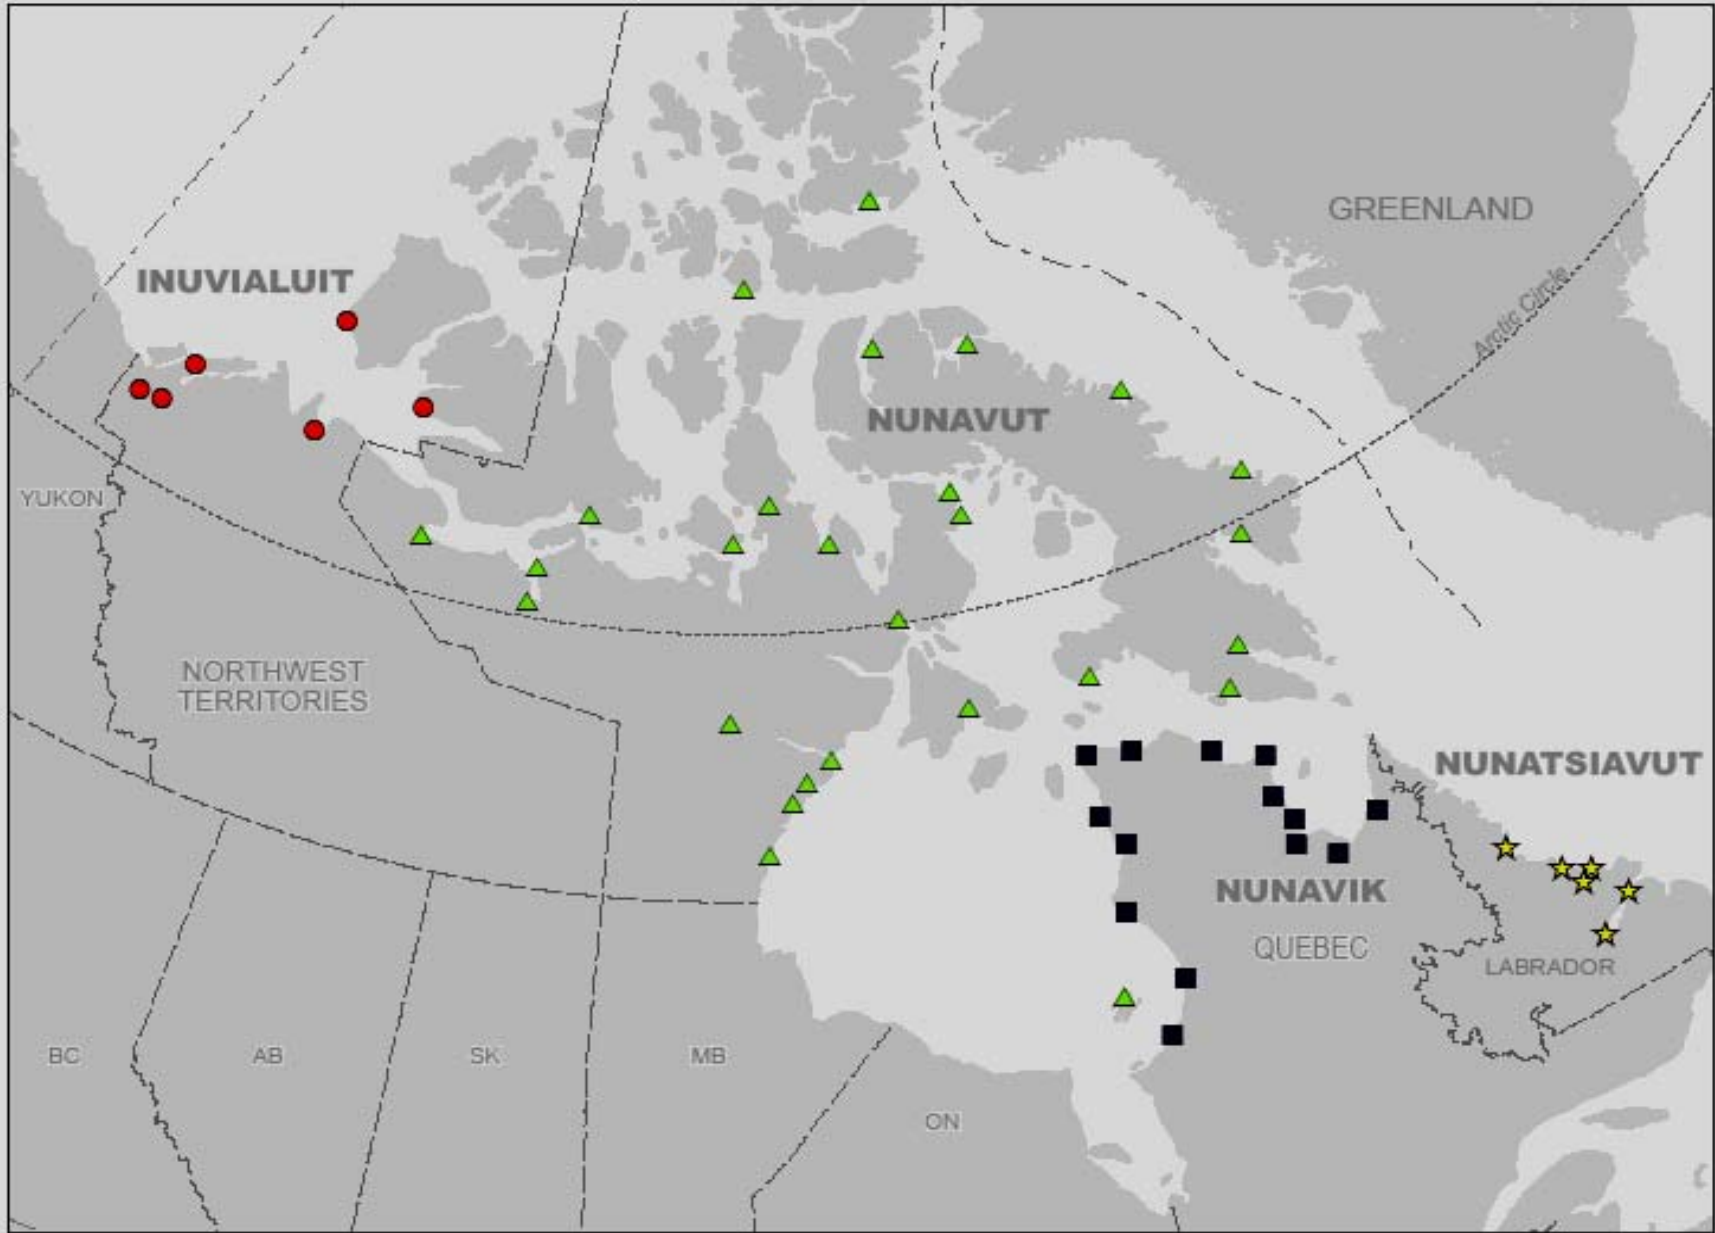 GREENLAND
INUVIALUIT
Arctic Circle
NUNAVUT
YUKON
NORTHWEST
TERRITORIES
NUNATSIAVUT
NUNAVIK
QUEBEC
LABRADOR
BC
AB
SK
MB
ON